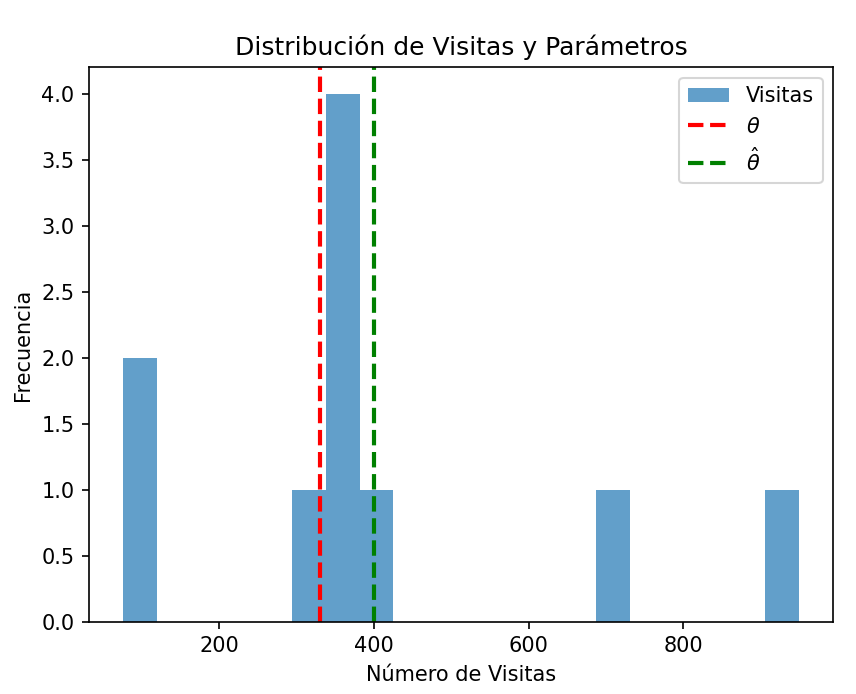 Distribución de Visitas y Parámetros
Visitas
θ
θ̂
Frecuencia
4.0
3.5
3.0
2.5
2.0
1.5
1.0
0.5
0.0
200 400 600 800
Número de Visitas